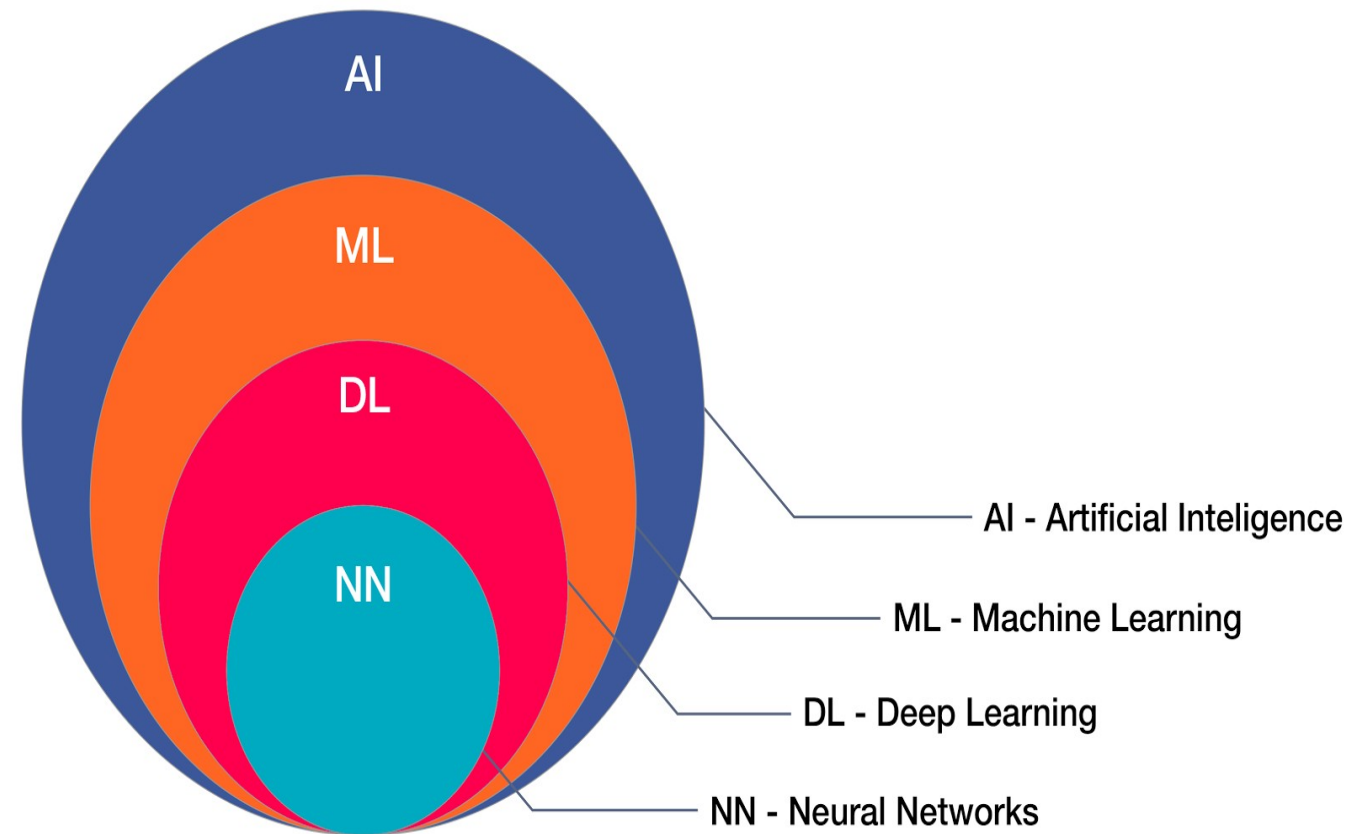 AI
ML
DL
NN
AI - Artificial Inteligence
ML - Machine Learning
DL - Deep Learning
NN - Neural Networks